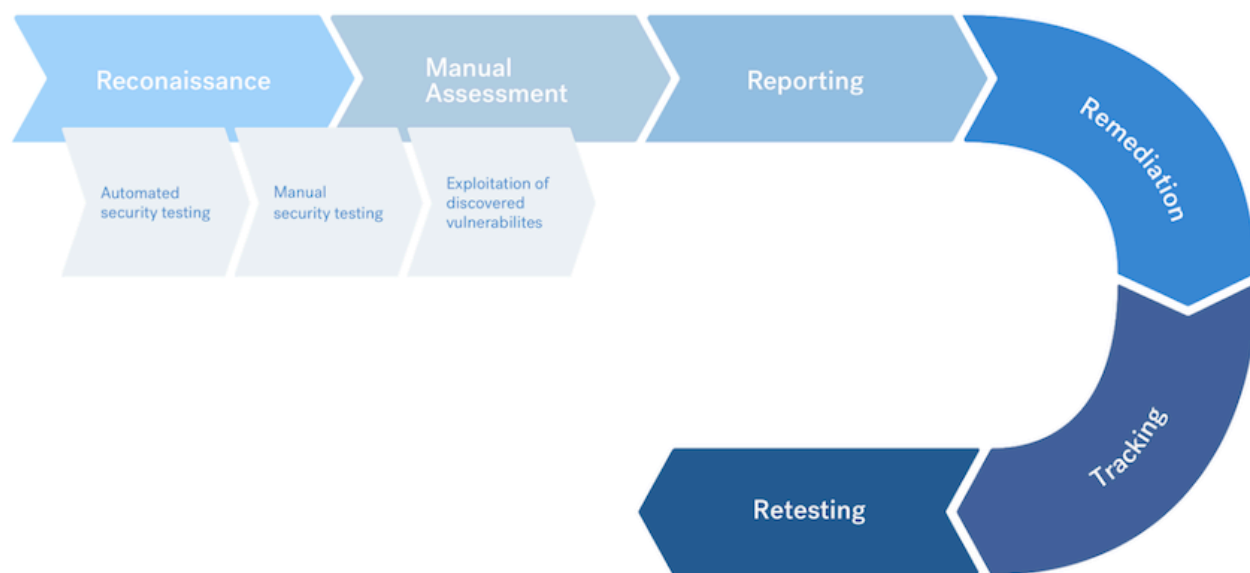 Reconaissance
Manual
Assessment
Reporting
Remediation
Automated
security testing
Manual
security testing
Exploitation of
discovered
vulnerabilites
Tracking
Retesting